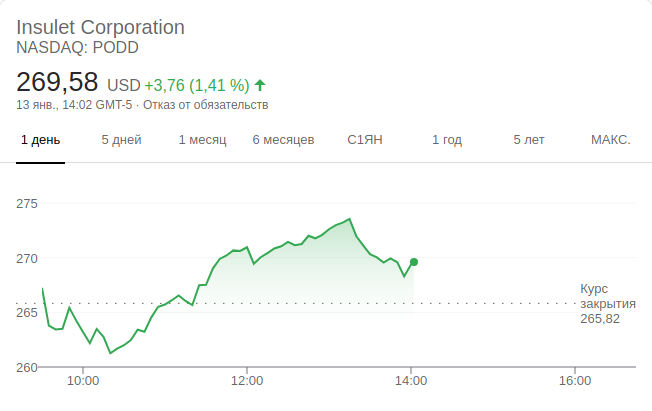 Insulet Corporation
NASDAQ: PODD
269,58 USD +3,76 (1,41 %)
13 янв., 14:02 GMT-5 · Отказ от обязательств
1 день 5 дней 1 месяц 6 месяцев С1ЯН 1 год 5 лет МАКС.
275
270
265
260
Курс
закрытия
265,82
10:00 12:00 14:00 16:00